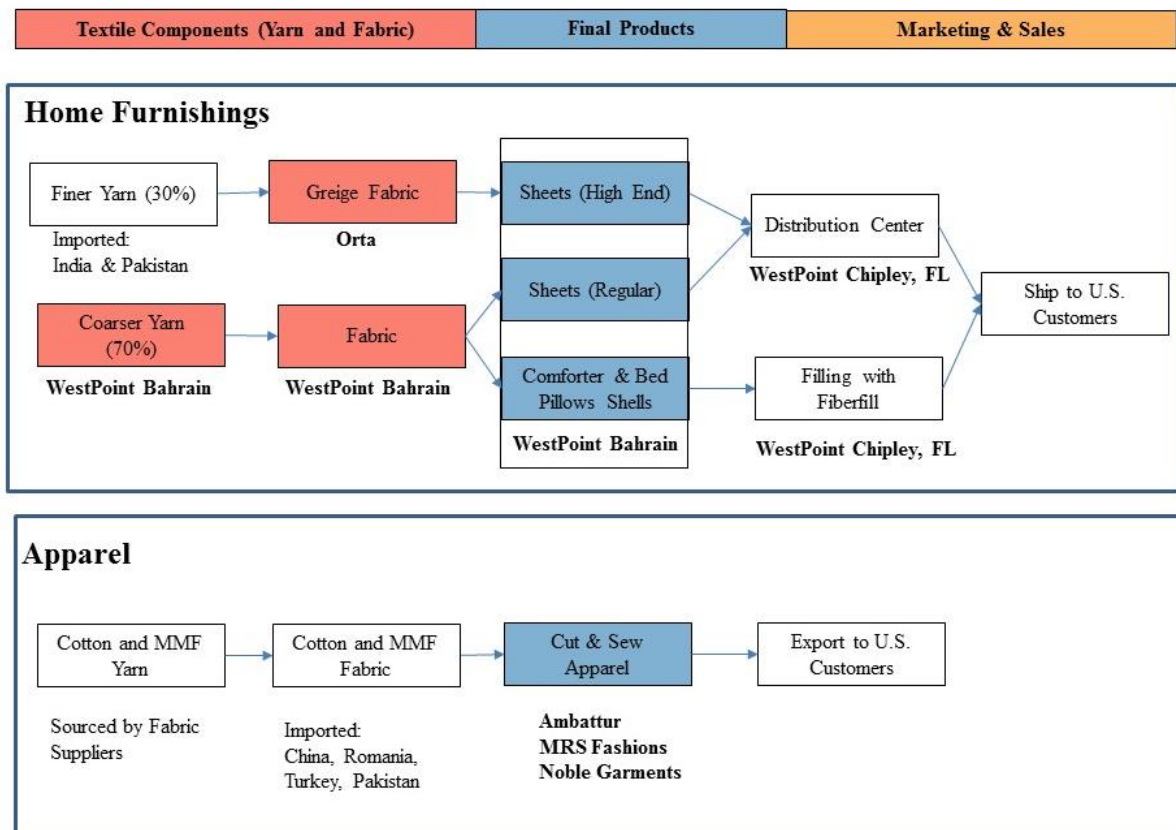 Textile Components (Yarn and Fabric)
Final Products
Marketing & Sales
Home Furnishings
Finer Yarn (30%)
Imported:
India & Pakistan
Greige Fabric
Orta
Sheets (High End)
Distribution Center
WestPoint Chipley, FL
Coarser Yarn
(70%)
WestPoint Bahrain
Fabric
WestPoint Bahrain
Sheets (Regular)
Comforter & Bed
Pillows Shells
WestPoint Bahrain
Filling with
Fiberfill
WestPoint Chipley, FL
Ship to U.S.
Customers
Apparel
Cotton and MMF
Yarn
Sourced by Fabric
Suppliers
Cotton and MMF
Fabric
Imported:
China, Romania,
Turkey, Pakistan
Cut & Sew
Apparel
Ambattur
MRS Fashions
Noble Garments
Export to U.S.
Customers